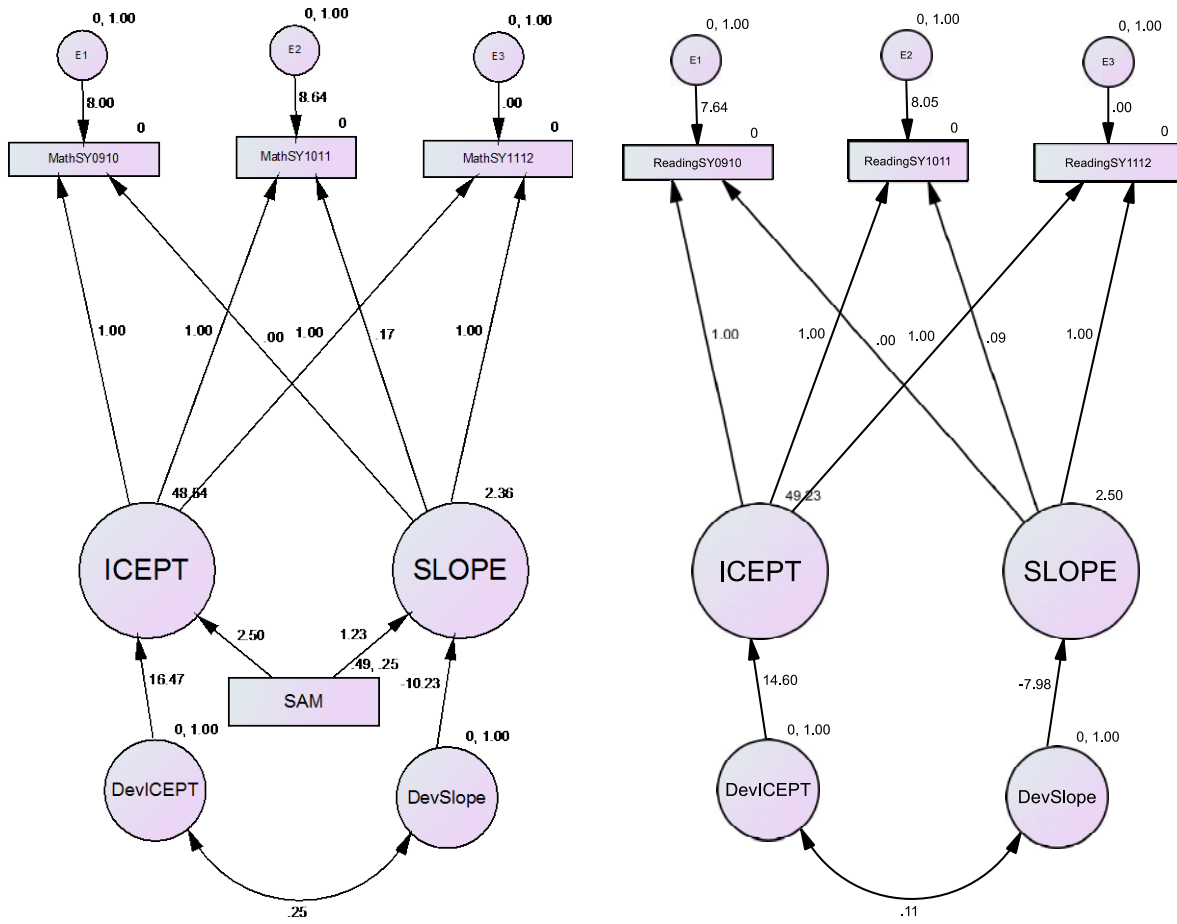 0, 1.00
0, 1.00
0, 1.00
E1
E2
E3
8.00
8.64
.00
0
0
0
MathSY0910
MathSY1011
MathSY1112
1.00
1.00
.00
1.00
.17
1.00
48.54
2.36
ICEPT
SLOPE
2.50
1.23
.49, .25
16.47
-10.23
SAM
0, 1.00
0, 1.00
DevICEPT
DevSlope
.25
0, 1.00
0, 1.00
0, 1.00
E1
E2
E3
7.64
8.05
.00
0
0
0
ReadingSY0910
ReadingSY1011
ReadingSY1112
1.00
1.00
.00
1.00
.09
1.00
49.23
2.50
ICEPT
SLOPE
14.60
-7.98
0, 1.00
0, 1.00
DevICEPT
DevSlope
.11